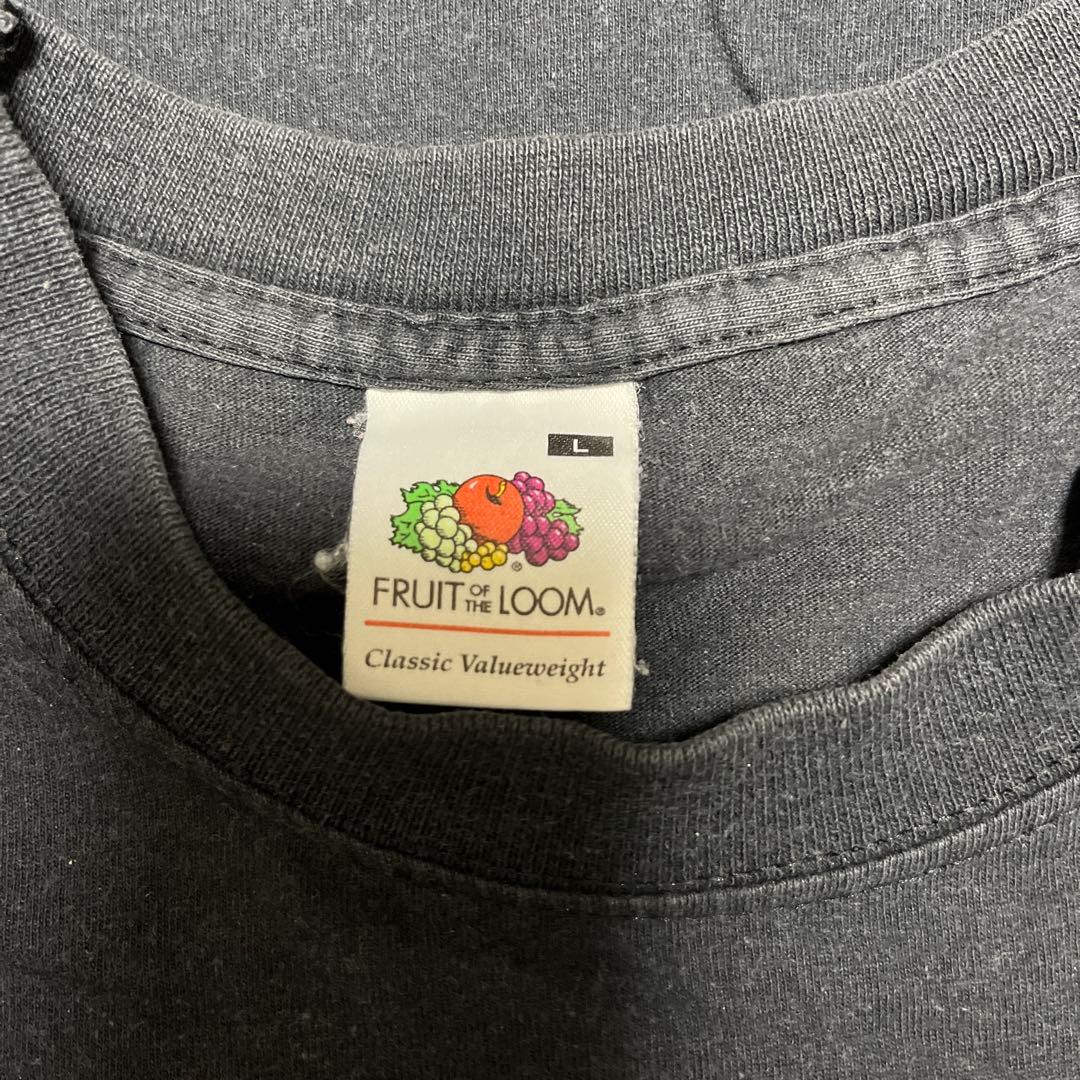 L
®
FRUIT OF THE LOOM®
Classic Valueweight